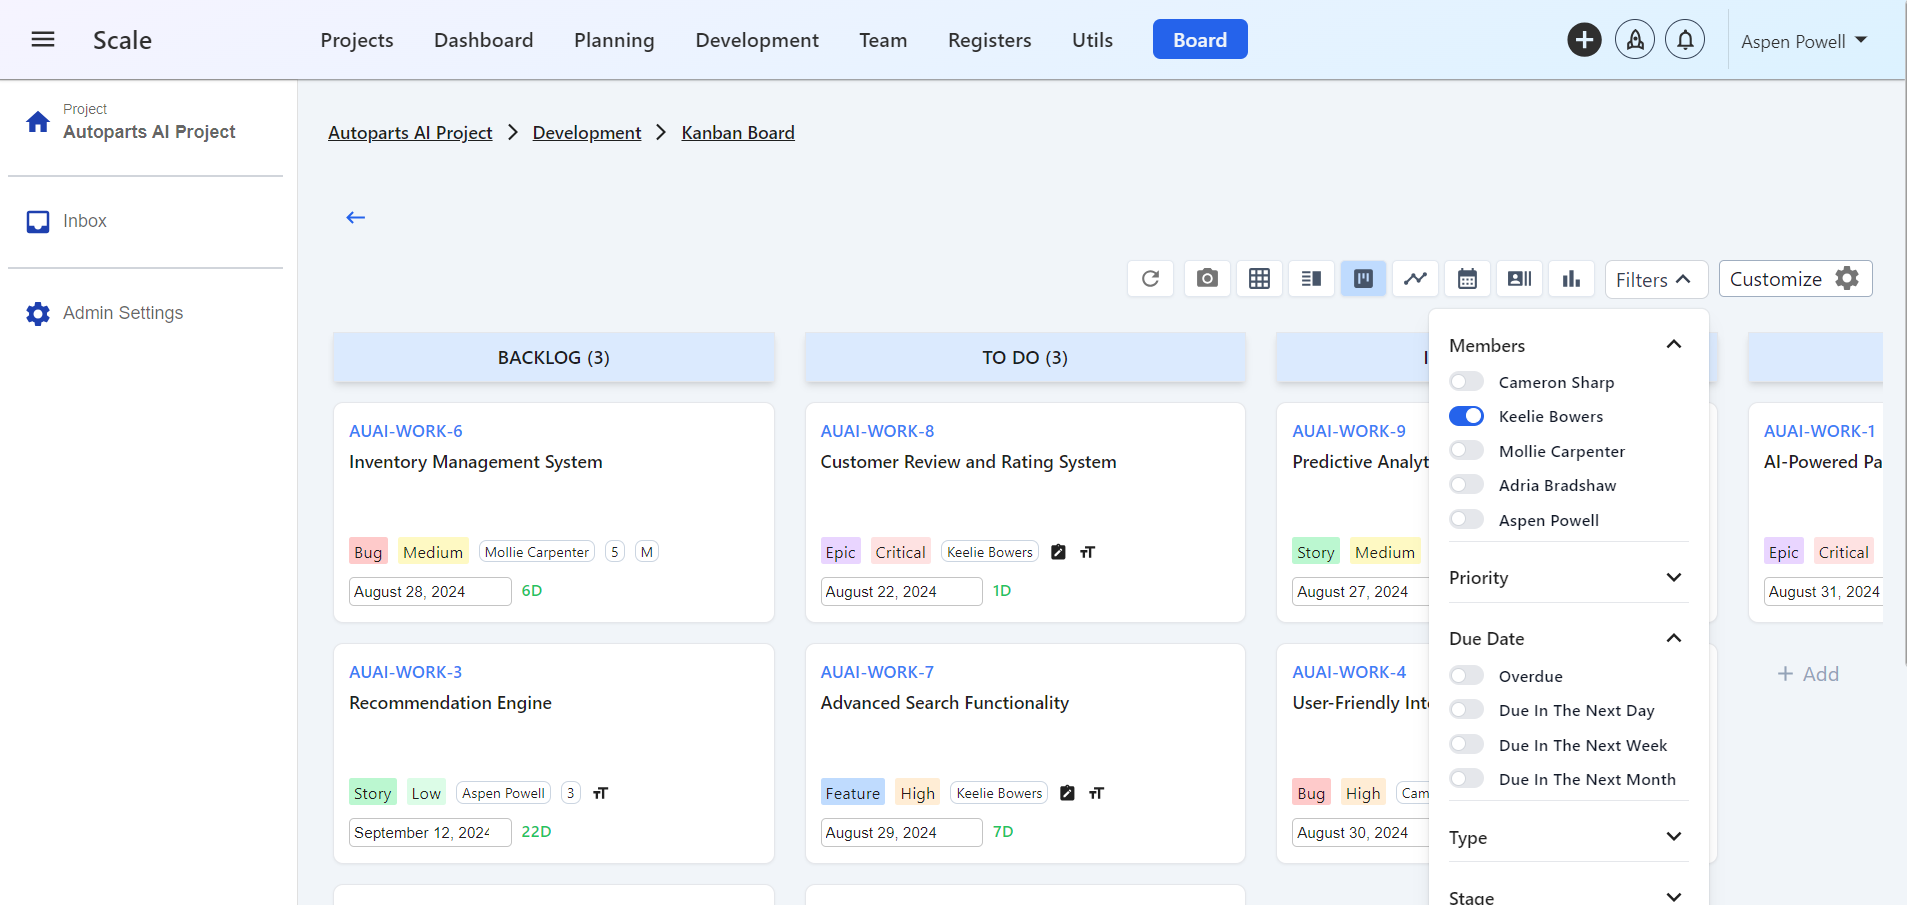 Scale
Projects
Dashboard
Planning
Development
Team
Registers
Utils
Board
Aspen Powell
Project
Autoparts AI Project
Inbox
Admin Settings
Autoparts AI Project
Development
Kanban Board
Filters
Customize
BACKLOG (3)
AUAI-WORK-6
Inventory Management System
Bug
Medium
Mollie Carpenter
5
M
August 28, 2024
6D
AUAI-WORK-3
Recommendation Engine
Story
Low
Aspen Powell
3
September 12, 2024
22D
TO DO (3)
AUAI-WORK-8
Customer Review and Rating System
Epic
Critical
Keelie Bowers
August 22, 2024
1D
AUAI-WORK-7
Advanced Search Functionality
Feature
High
Keelie Bowers
August 29, 2024
7D
AUAI-WORK-9
Predictive Analyt
Story
Medium
August 27, 2024
AUAI-WORK-4
User-Friendly Int
Bug
High
Cam
August 30, 2024
Members
Cameron Sharp
Keelie Bowers
Mollie Carpenter
Adria Bradshaw
Aspen Powell
Priority
Due Date
Overdue
Due In The Next Day
Due In The Next Week
Due In The Next Month
Type
Stage
AUAI-WORK-1
AI-Powered Pa
Epic
Critical
August 31, 2024
+ Add